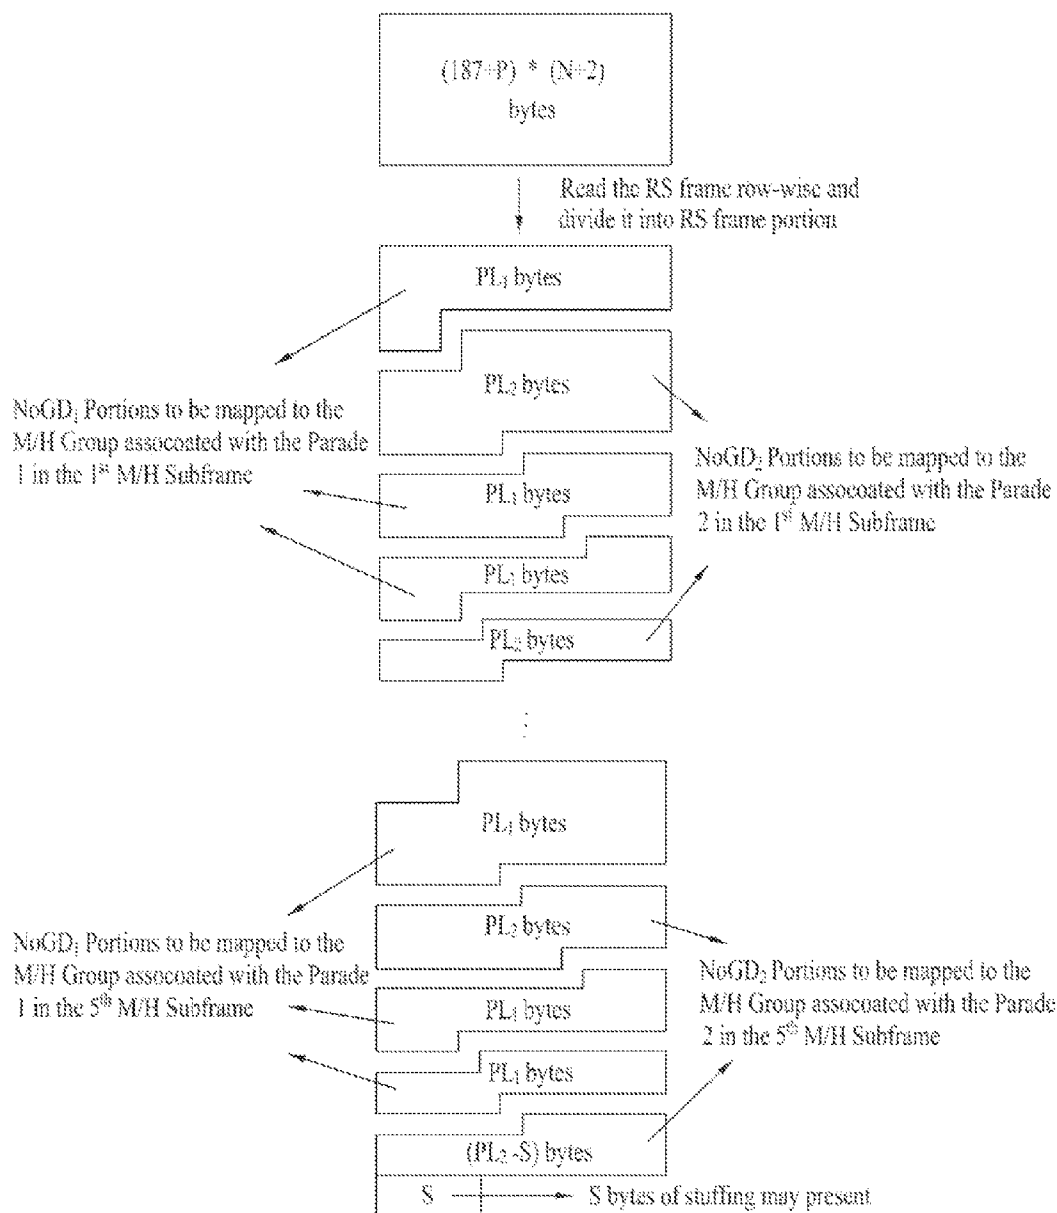 (187+P) * (N+2)
bytes
Read the RS frame row-wise and
divide it into RS frame portion
PL₁ bytes
PL₂ bytes
NoGD₁ Portions to be mapped to the
M/H Group assocoated with the Parade
1 in the 1st M/H Subframe
NoGD₂ Portions to be mapped to the
M/H Group assocoated with the Parade
2 in the 1st M/H Subframe
PL₁ bytes
PL₁ bytes
PL₂ bytes
⋮
PL₁ bytes
PL₂ bytes
NoGD₁ Portions to be mapped to the
M/H Group assocoated with the Parade
1 in the 5th M/H Subframe
NoGD₂ Portions to be mapped to the
M/H Group assocoated with the Parade
2 in the 5th M/H Subframe
PL₁ bytes
PL₁ bytes
(PL₂ -S) bytes
S
S bytes of stuffing may present